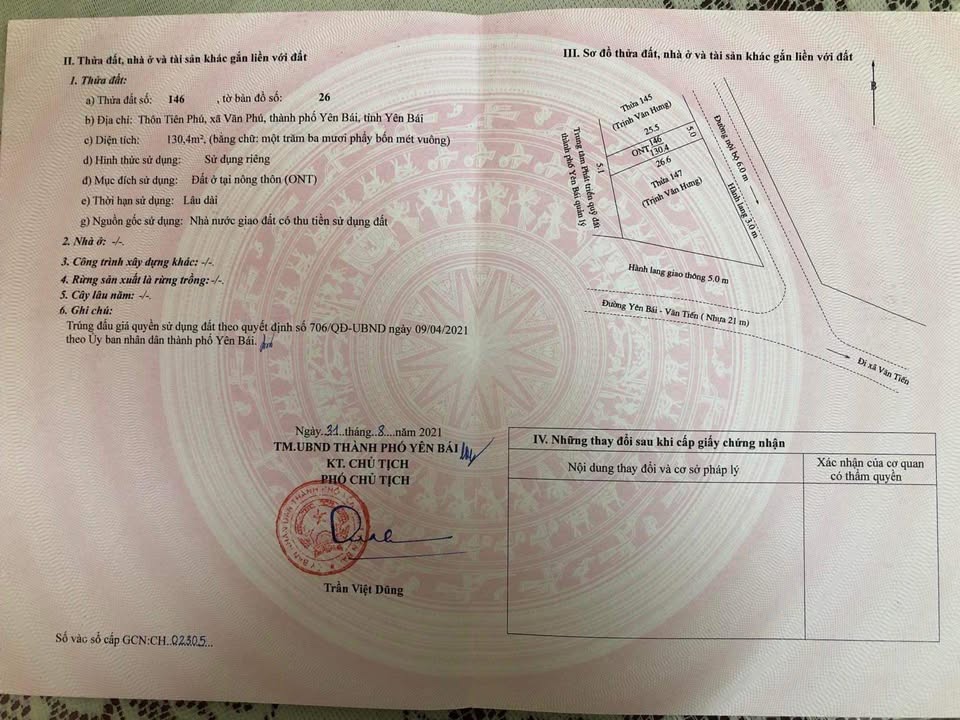 II. Thửa đất, nhà ở và tài sản khác gắn liền với đất
1. Thửa đất:
a) Thửa đất số: 146 , tờ bản đồ số: 26
b) Địa chỉ: Thôn Tiên Phú, xã Văn Phú, thành phố Yên Bái, tỉnh Yên Bái
c) Diện tích: 130,4m², (bằng chữ: một trăm ba mươi phẩy bốn mét vuông)
d) Hình thức sử dụng: Sử dụng riêng
đ) Mục đích sử dụng: Đất ở tại nông thôn (ONT)
e) Thời hạn sử dụng: Lâu dài
g) Nguồn gốc sử dụng: Nhà nước giao đất có thu tiền sử dụng đất
2. Nhà ở: -/-.
3. Công trình xây dựng khác: -/-.
4. Rừng sản xuất là rừng trồng:-/-.
5. Cây lâu năm: -/-.
6. Ghi chú:
Trúng đấu giá quyền sử dụng đất theo quyết định số 706/QĐ-UBND ngày 09/04/2021
theo Ủy ban nhân dân thành phố Yên Bái.
Ngày..31..tháng..8....năm 2021
TM.UBND THÀNH PHỐ YÊN BÁI
KT. CHỦ TỊCH
PHÓ CHỦ TỊCH
Trần Việt Dũng
Số vào sổ cấp GCN:CH..02305...
III. Sơ đồ thửa đất, nhà ở và tài sản khác gắn liền với đất
B
Thửa 145
(Trịnh Văn Hưng)
25.5
5.0
ONT 146
130.4
5.1
26.6
Thửa 147
(Trịnh Văn Hưng)
Trung tâm Phát triển quỹ đất
thành phố Yên Bái quản lý
Đường nội bộ 6.0 m
Hành lang 3.0 m
Hành lang giao thông 5.0 m
Đường Yên Bái - Văn Tiến ( Nhựa 21 m)
Đi xã Văn Tiến
IV. Những thay đổi sau khi cấp giấy chứng nhận
Nội dung thay đổi và cơ sở pháp lý
Xác nhận của cơ quan
có thẩm quyền